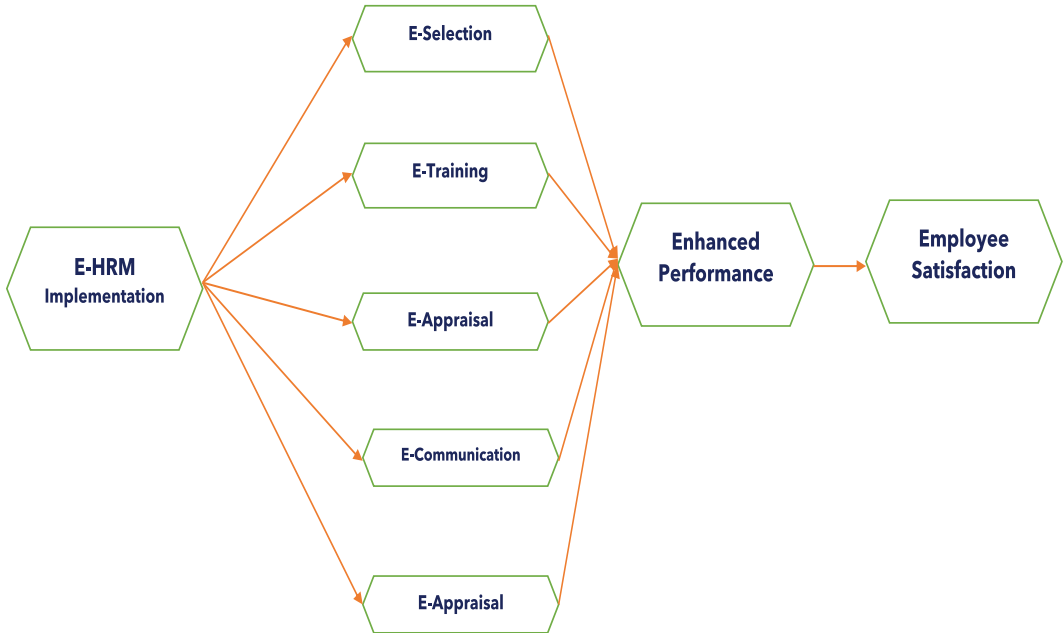 E-Selection
E-Training
E-HRM
Implementation
E-Appraisal
E-Communication
E-Appraisal
Enhanced
Performance
Employee
Satisfaction